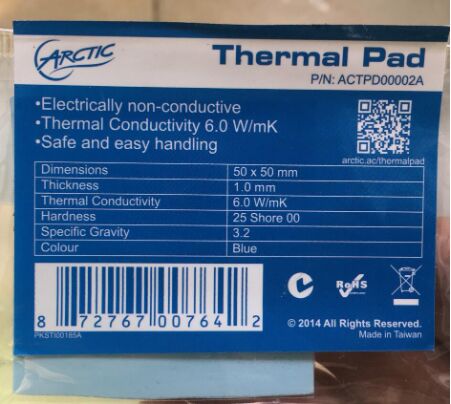 ARCTIC
Thermal Pad
P/N: ACTPD00002A
•Electrically non-conductive
•Thermal Conductivity 6.0 W/mK
•Safe and easy handling
arctic.ac/thermalpad
Dimensions 50 x 50 mm
Thickness 1.0 mm
Thermal Conductivity 6.0 W/mK
Hardness 25 Shore 00
Specific Gravity 3.2
Colour Blue
RoHS
8 72767 00764 2
© 2014 All Rights Reserved.
PKSTI00165A
Made in Taiwan